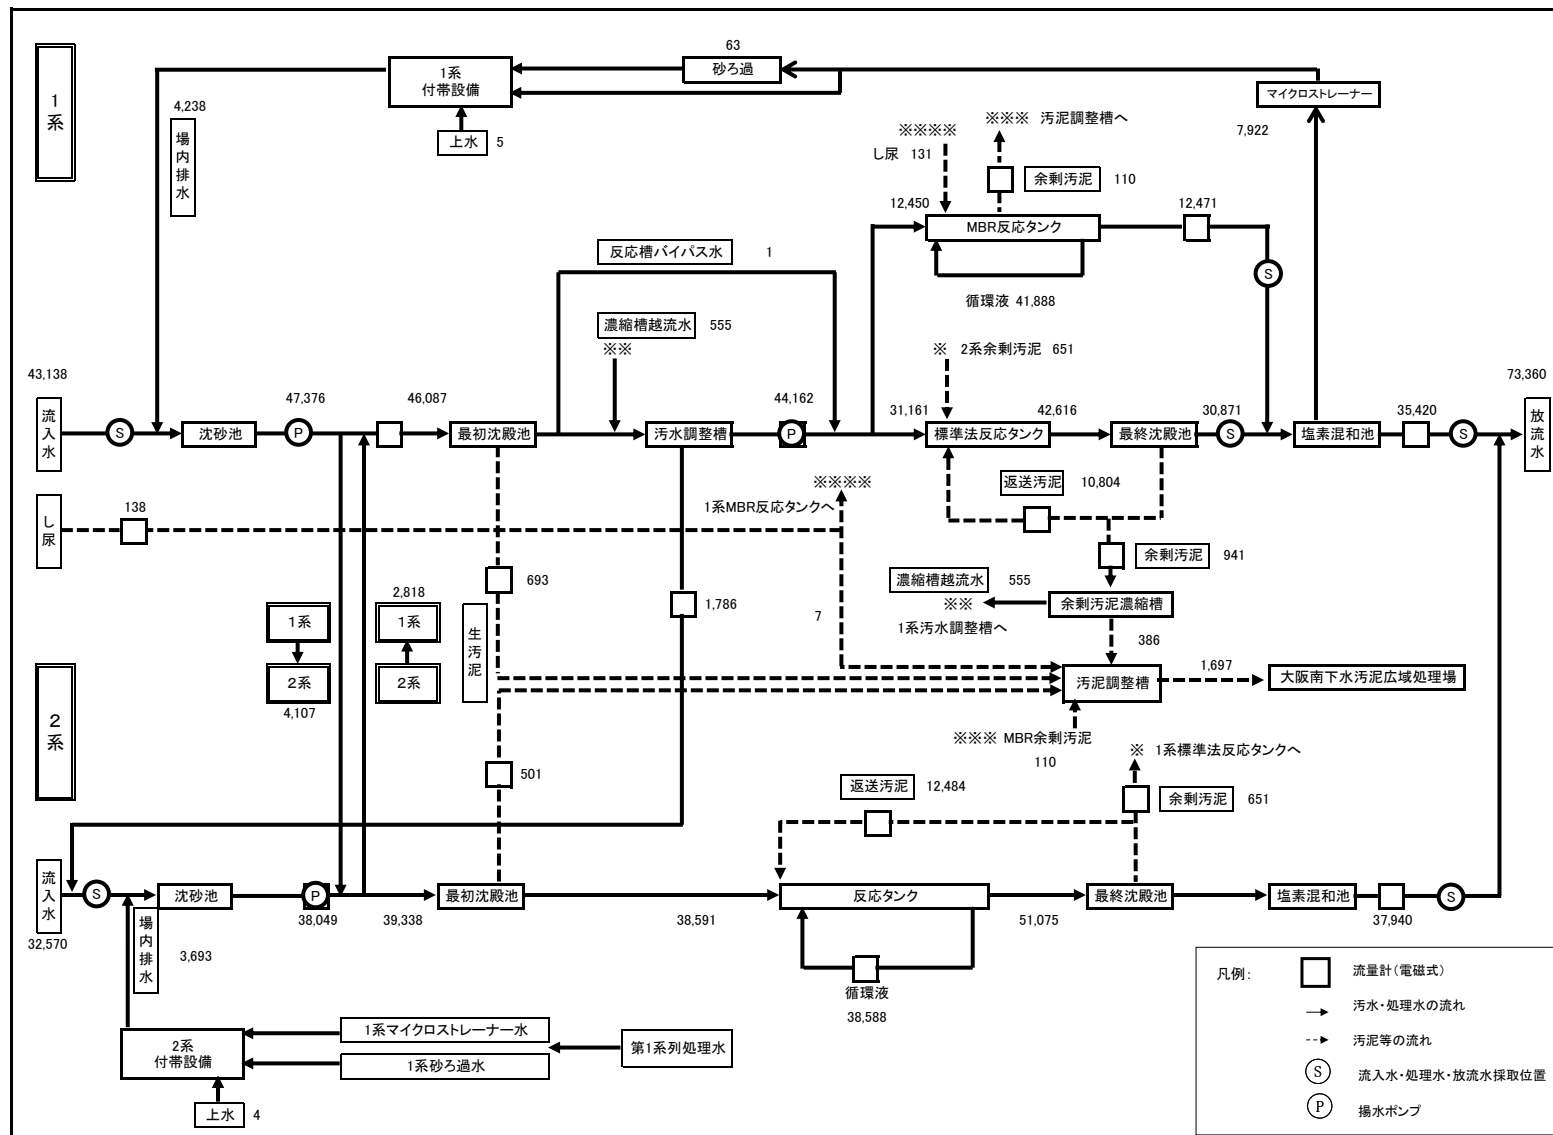 1系
63
砂ろ過
1系
付帯設備
マイクロストレーナー
4,238
場内排水
上水 5
7,922
※※※※
し尿 131
※※※ 汚泥調整槽へ
余剰汚泥 110
12,450
12,471
MBR反応タンク
反応槽バイパス水 1
S
循環液 41,888
濃縮槽越流水 555
※※
※ 2系余剰汚泥 651
43,138
47,376
46,087
44,162
31,161
42,616
30,871
35,420
73,360
流入水
S
沈砂池
P
最初沈殿池
汚水調整槽
P
標準法反応タンク
最終沈殿池
S
塩素混和池
S
放流水
返送汚泥 10,804
※※※※
1系MBR反応タンクへ
138
し尿
余剰汚泥 941
濃縮槽越流水 555
※※
1系汚水調整槽へ
余剰汚泥濃縮槽
386
693
2,818
1,786
7
1系
2系
4,107
1系
2系
生汚泥
汚泥調整槽
1,697
大阪南下水汚泥広域処理場
2系
※※※ MBR余剰汚泥
110
※ 1系標準法反応タンクへ
501
返送汚泥 12,484
余剰汚泥 651
流入水
32,570
S
沈砂池
P
38,049
39,338
最初沈殿池
38,591
反応タンク
51,075
最終沈殿池
塩素混和池
37,940
S
場内排水
3,693
循環液
38,588
2系
付帯設備
1系マイクロストレーナー水
1系砂ろ過水
第1系列処理水
上水 4
凡例:
流量計(電磁式)
汚水・処理水の流れ
汚泥等の流れ
S 流入水・処理水・放流水採取位置
P 揚水ポンプ